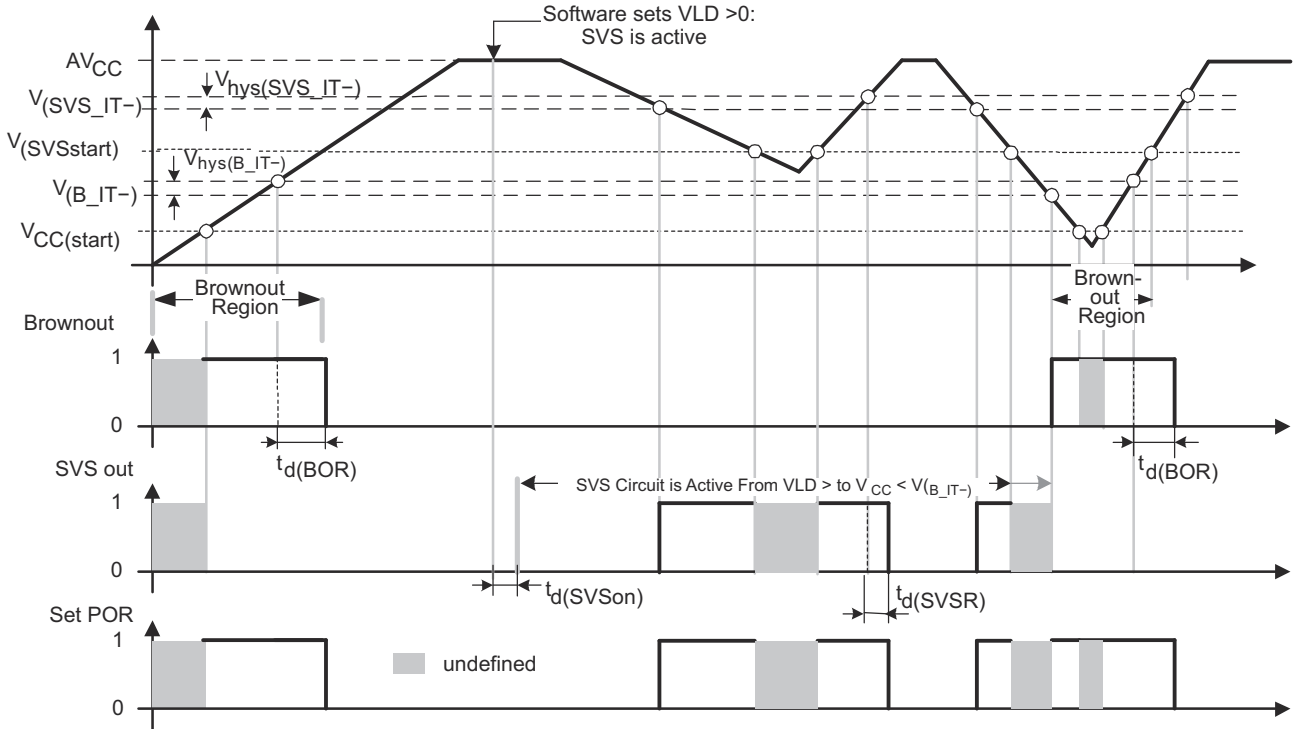 Software sets VLD >0:
SVS is active
AVCC
Vhys(SVS_IT−)
V(SVS_IT−)
V(SVSstart)
Vhys(B_IT−)
V(B_IT−)
VCC(start)
Brownout
Region
Brown-
out
Region
Brownout
1
0
td(BOR)
td(BOR)
SVS out
SVS Circuit is Active From VLD > to VCC < V(B_IT−)
1
0
td(SVSon)
td(SVSR)
Set POR
1
undefined
0